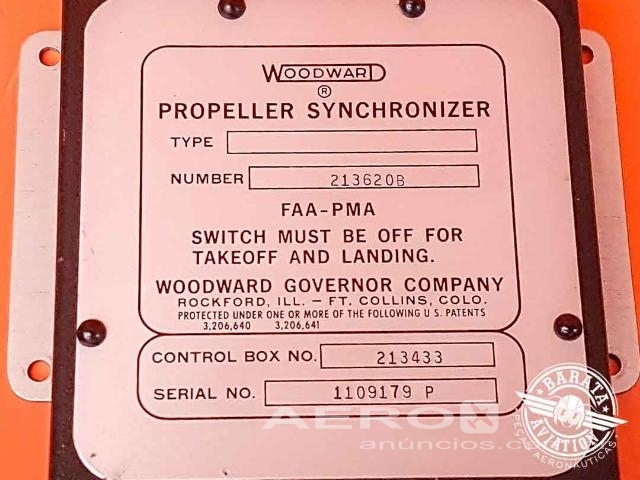 WOODWARD
®
PROPELLER SYNCHRONIZER
TYPE
NUMBER 213620B
FAA-PMA
SWITCH MUST BE OFF FOR
TAKEOFF AND LANDING.
WOODWARD GOVERNOR COMPANY
ROCKFORD, ILL. – FT. COLLINS, COLO.
PROTECTED UNDER ONE OR MORE OF THE FOLLOWING U.S. PATENTS
3,206,640 3,206,641
CONTROL BOX NO. 213433
SERIAL NO. 1109179 P
AERO
anúncios.c
BARATA
AVIATION
PEÇAS AERONÁUTICAS